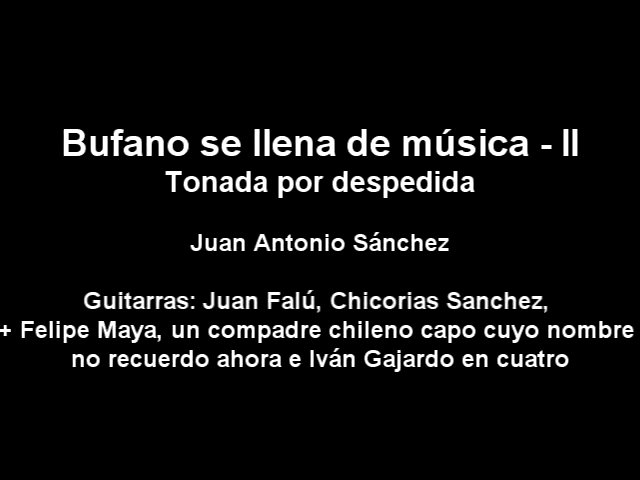 Bufano se llena de música - II
Tonada por despedida
Juan Antonio Sánchez
Guitarras: Juan Falú, Chicorias Sanchez,
+ Felipe Maya, un compadre chileno capo cuyo nombre
no recuerdo ahora e Iván Gajardo en cuatro